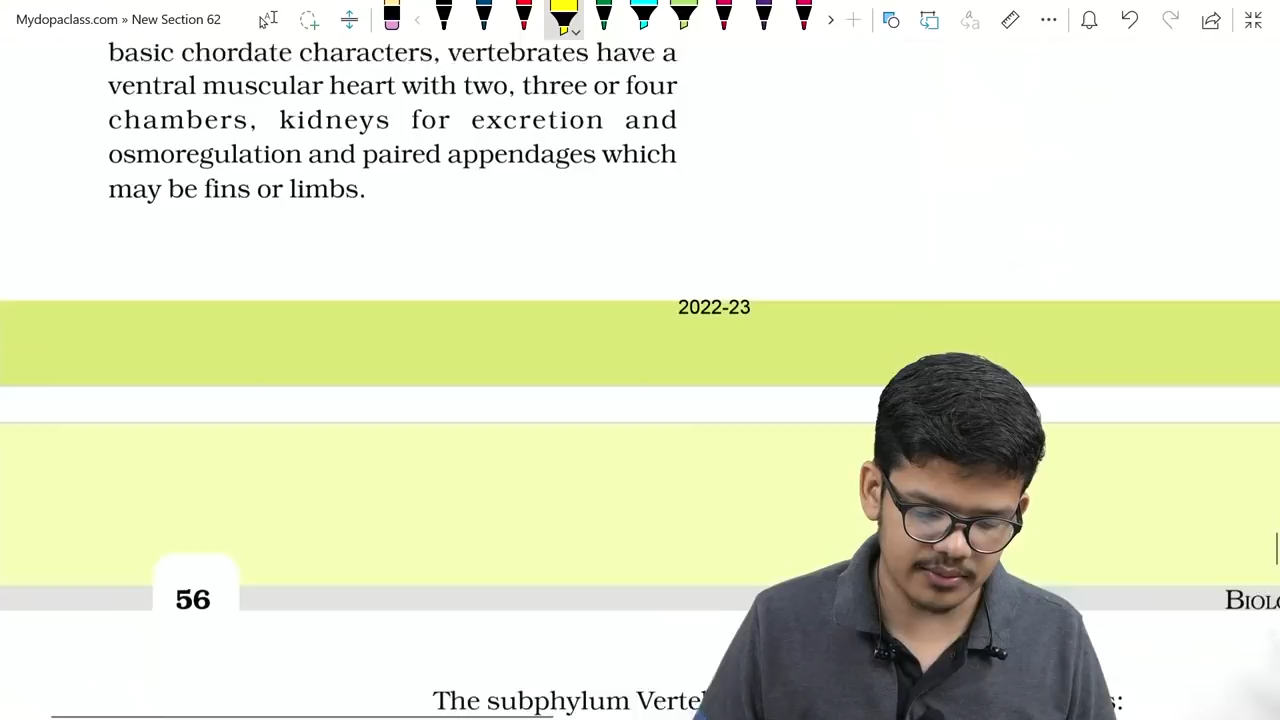 Mydopaclass.com » New Section 62
basic chordate characters, vertebrates have a
ventral muscular heart with two, three or four
chambers, kidneys for excretion and
osmoregulation and paired appendages which
may be fins or limbs.
2022-23
56
The subphylum